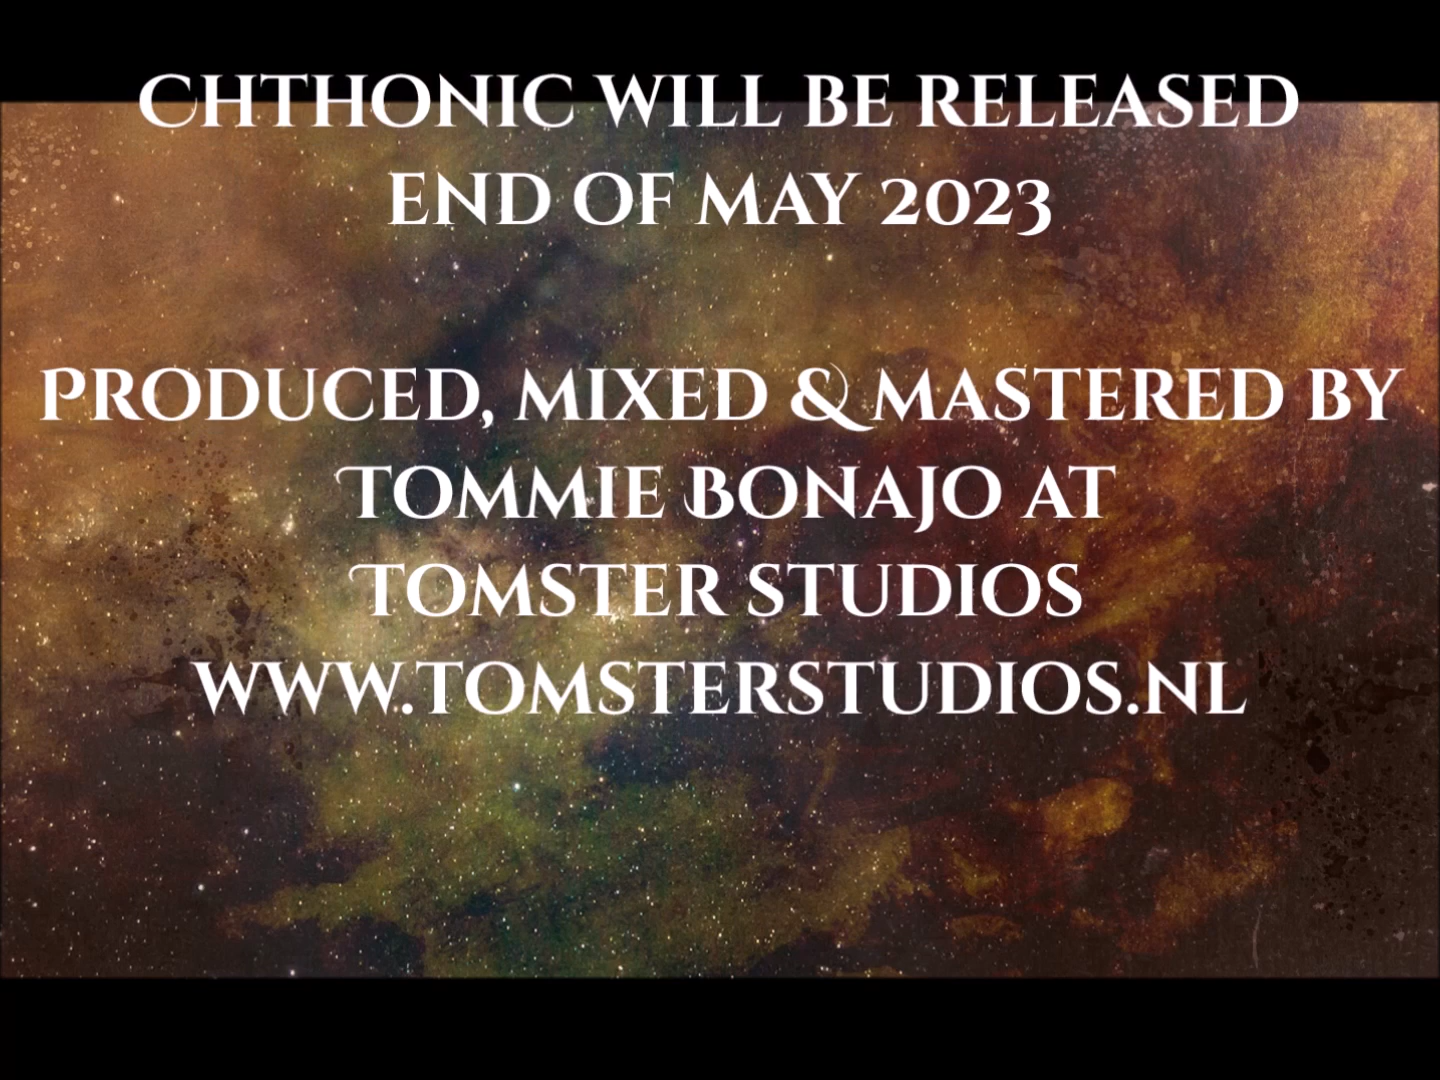 Chthonic will be released
end of may 2023
Produced, mixed & mastered by
Tommie Bonajo at
Tomster studios
www.tomsterstudios.nl